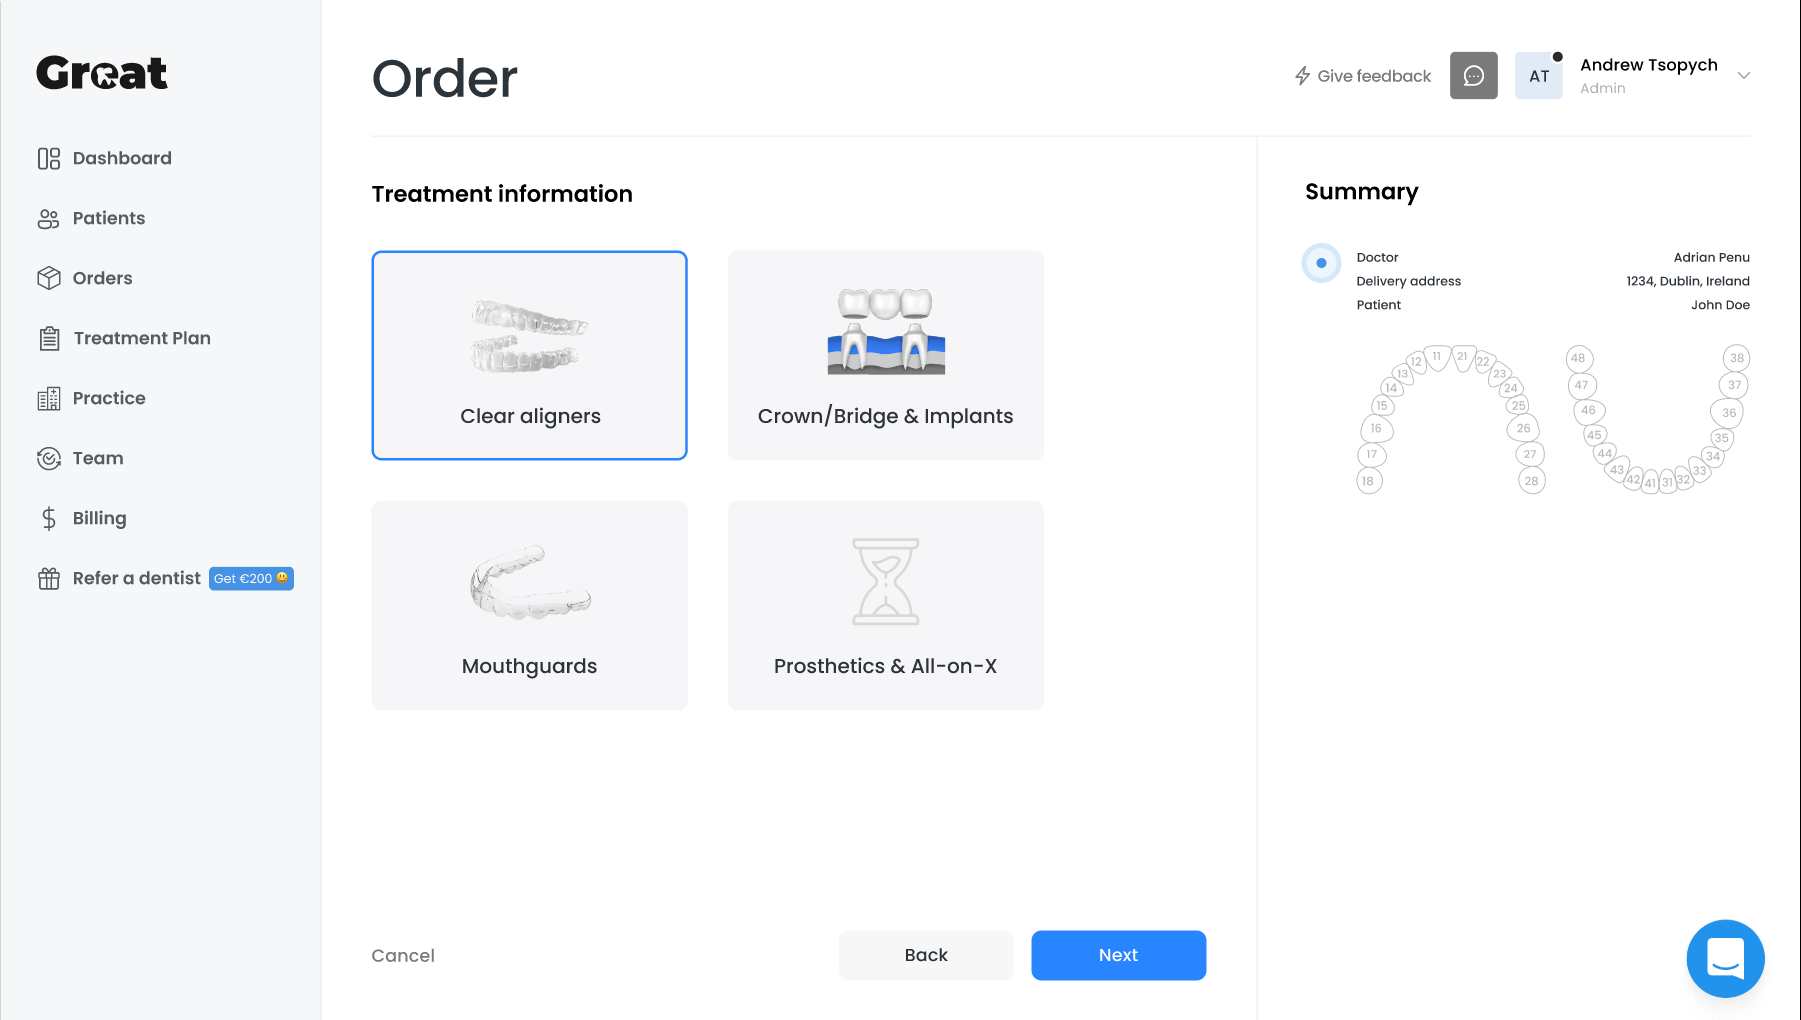 Great
Dashboard
Patients
Orders
Treatment Plan
Practice
Team
Billing
Refer a dentist Get €200 😃
Order
Give feedback
AT
Andrew Tsopych
Admin
Treatment information
Clear aligners
Crown/Bridge & Implants
Mouthguards
Prosthetics & All-on-X
Cancel
Back
Next
Summary
Doctor Adrian Penu
Delivery address 1234, Dublin, Ireland
Patient John Doe
18 17 16 15 14 13 12 11 21 22 23 24 25 26 27 28
48 47 46 45 44 43 42 41 31 32 33 34 35 36 37 38